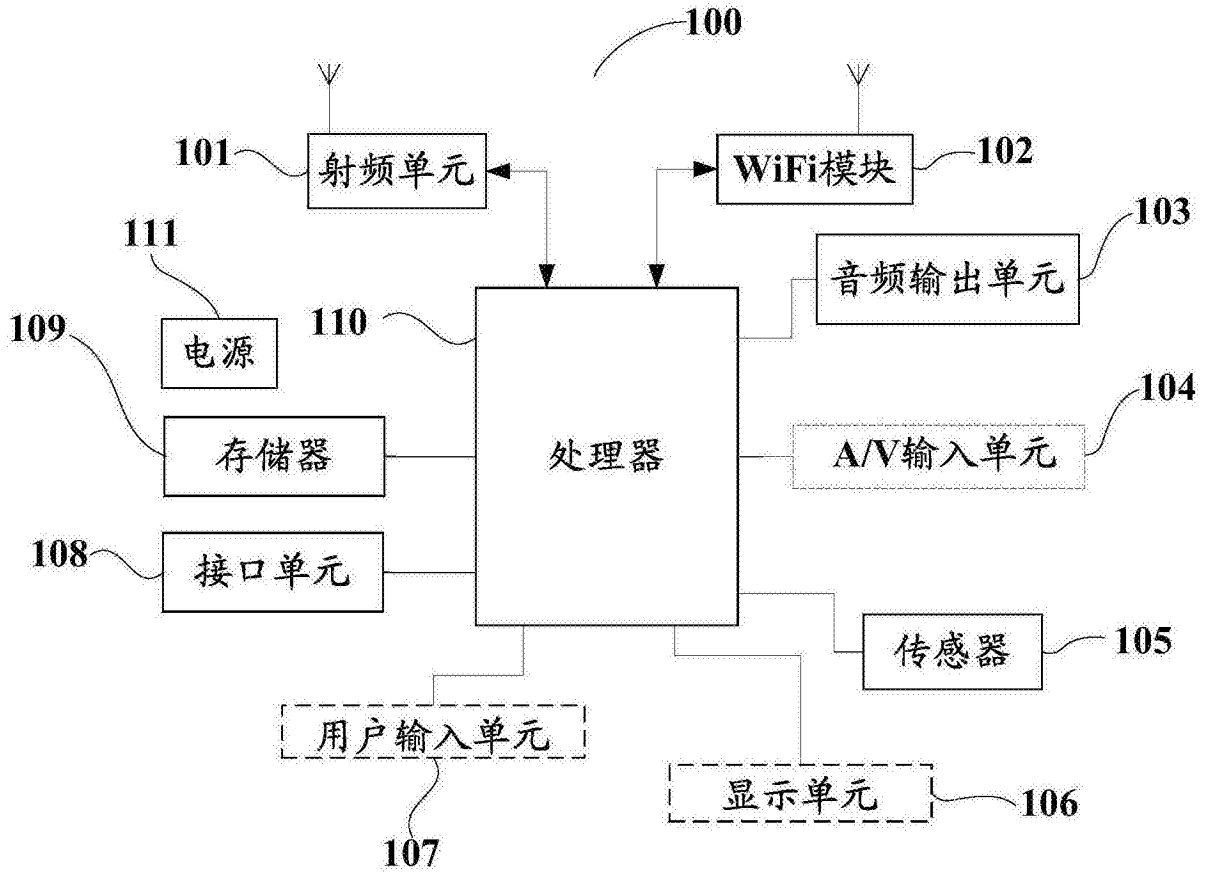 100
101
射频单元
WiFi模块
102
103
音频输出单元
111
电源
110
109
存储器
处理器
A/V输入单元
104
108
接口单元
传感器
105
用户输入单元
107
显示单元
106